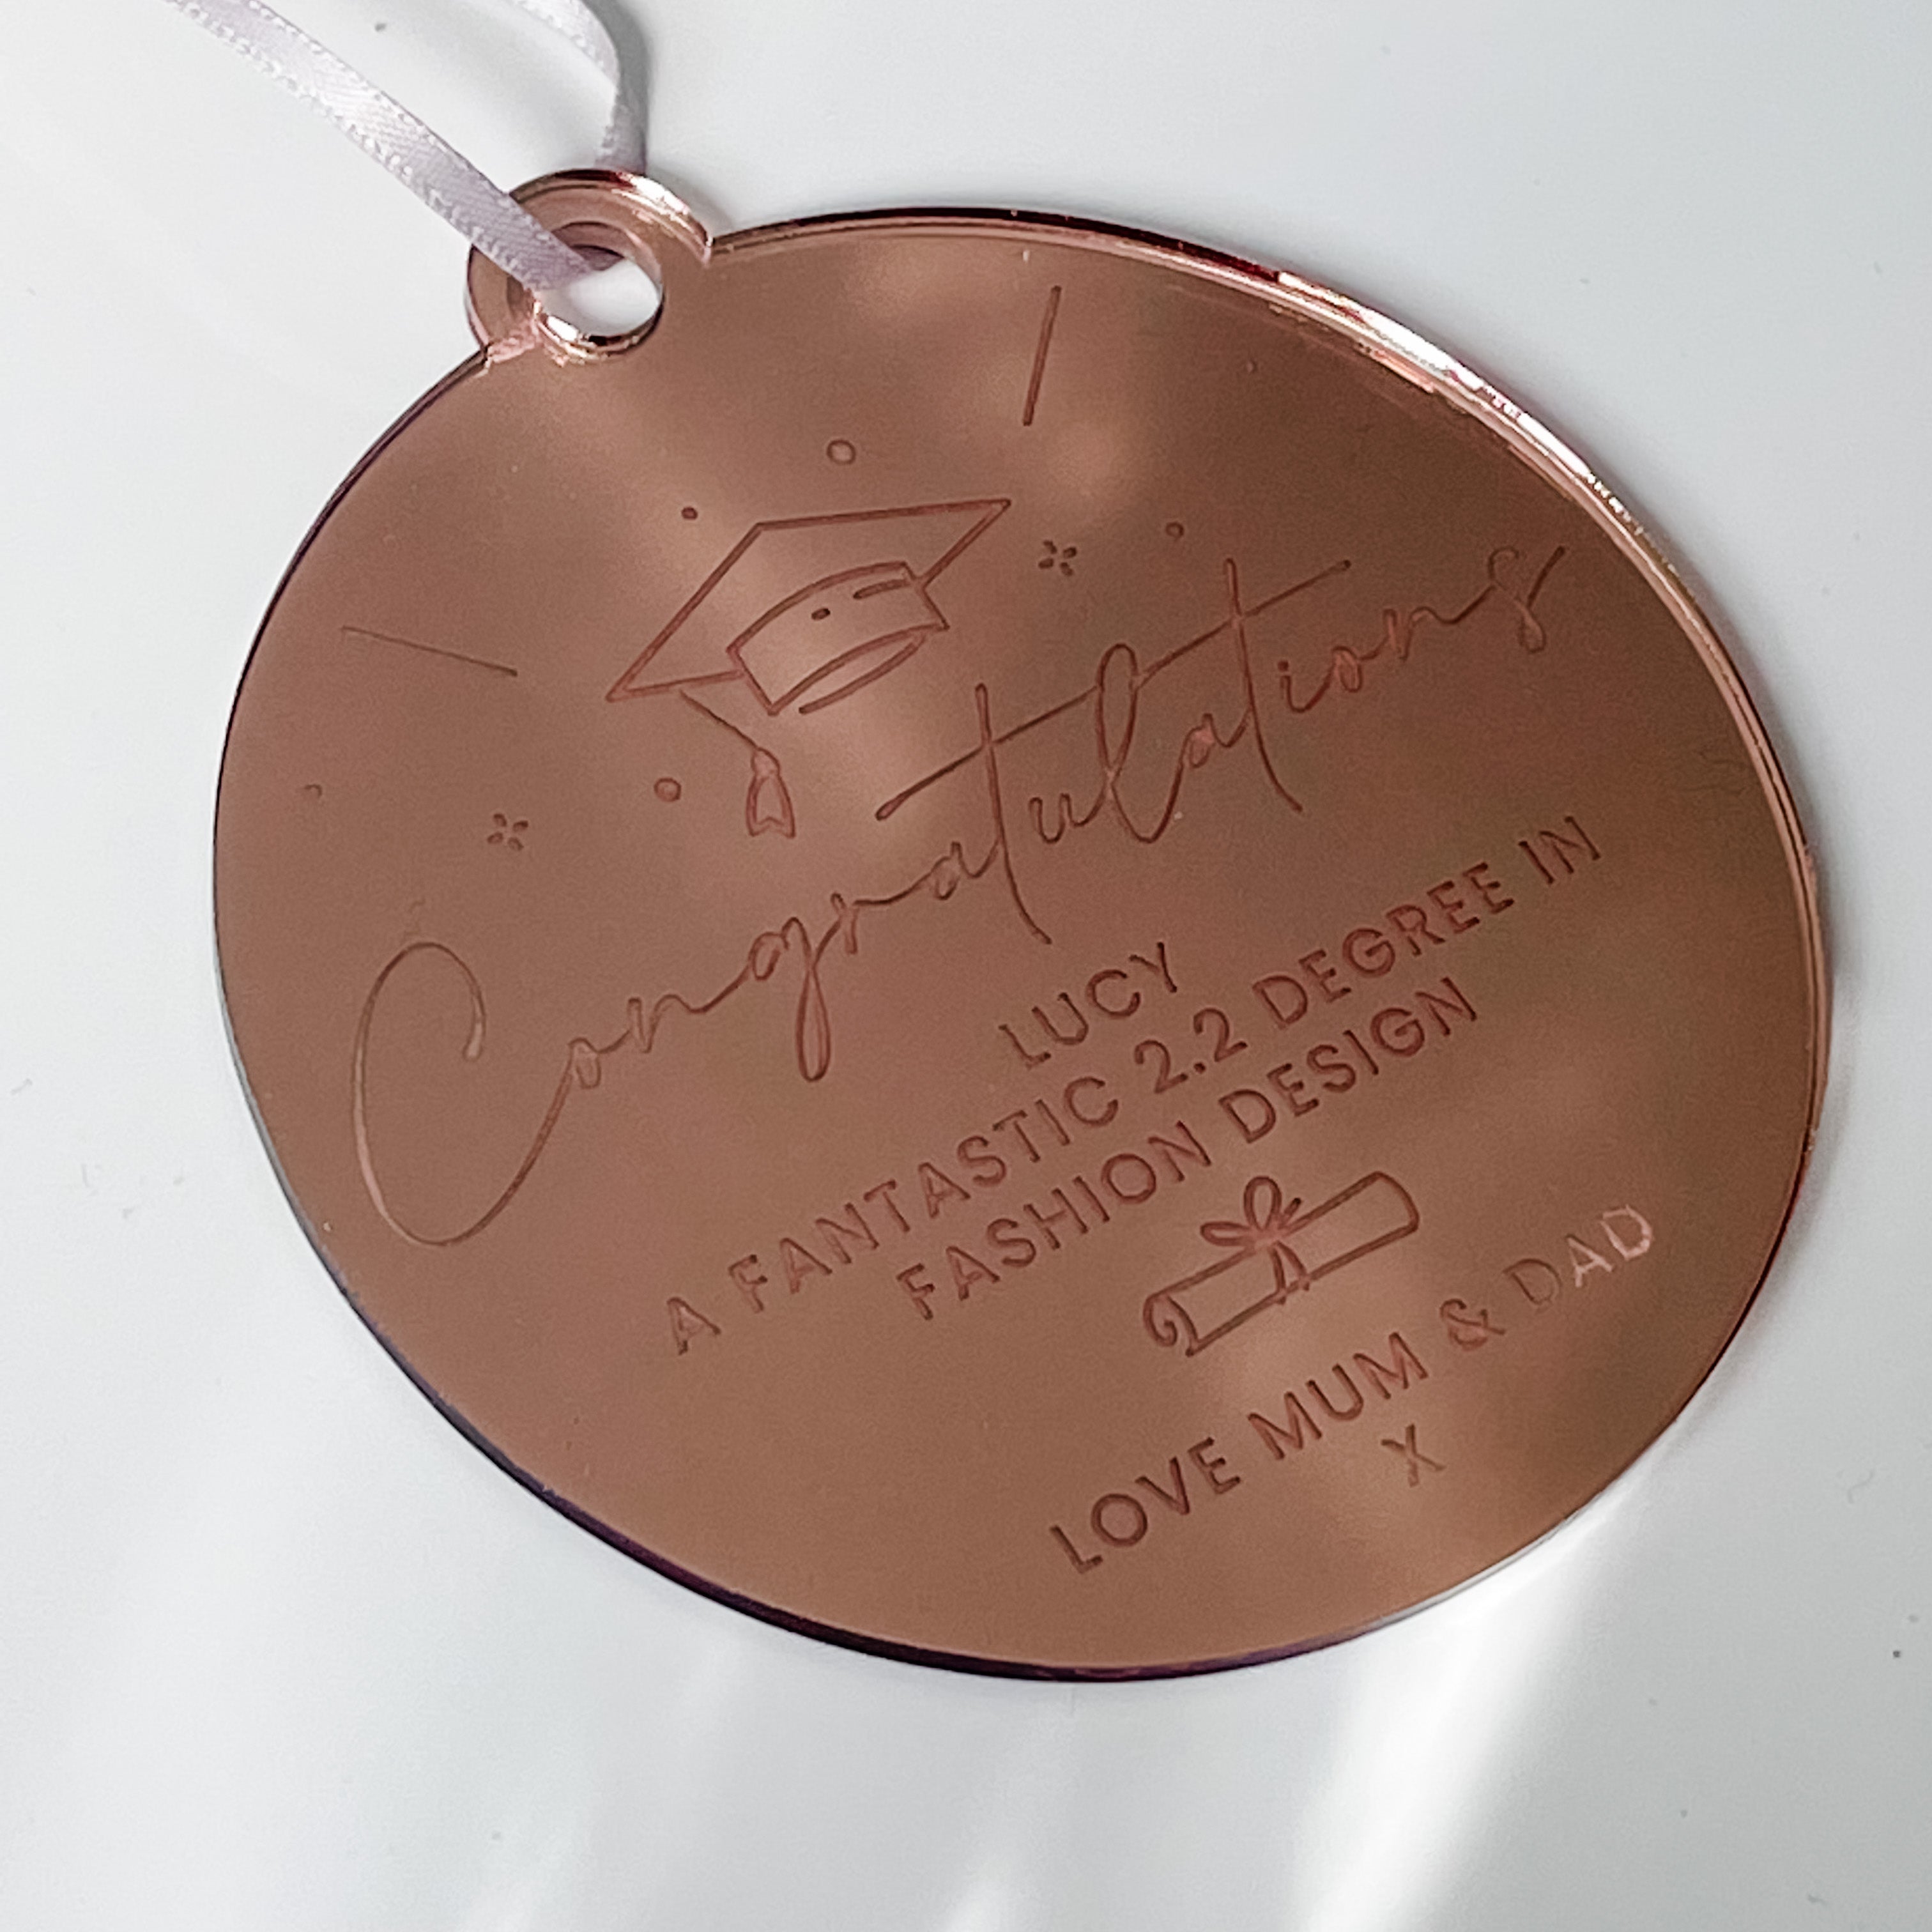 Congratulations
LUCY
A FANTASTIC 2.2 DEGREE IN
FASHION DESIGN
LOVE MUM & DAD
X